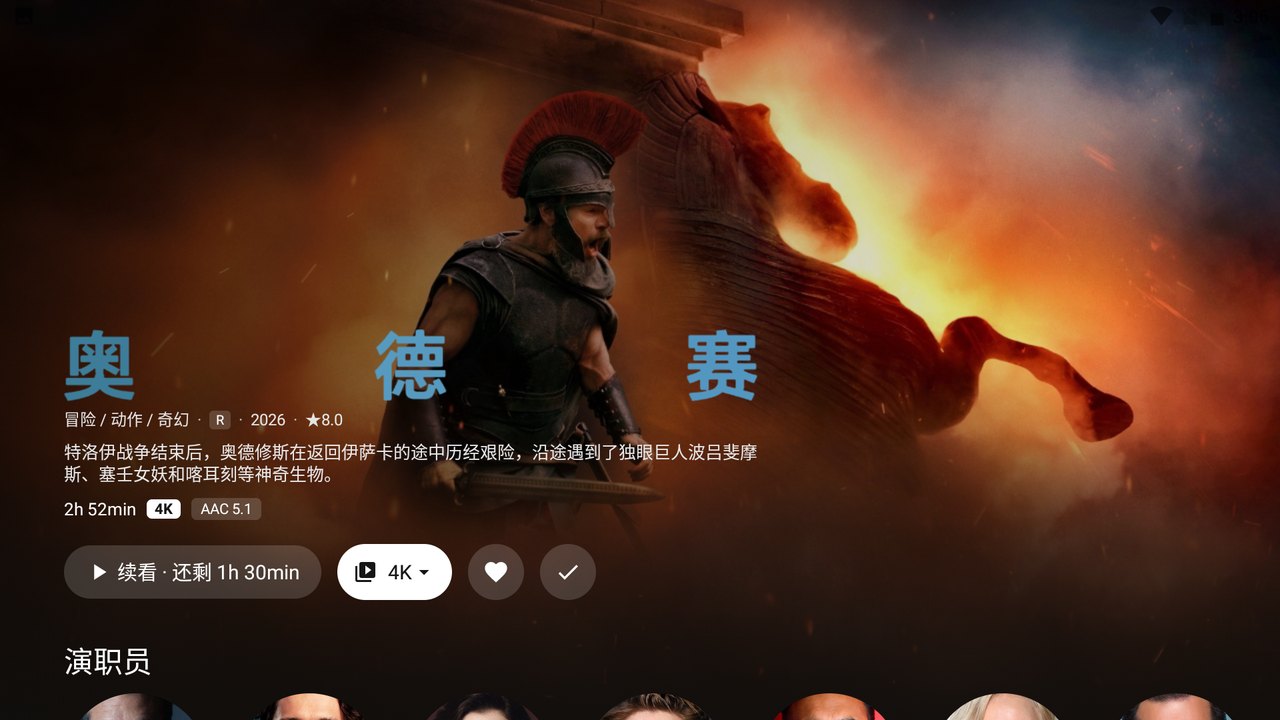 奥 德 赛
冒险 / 动作 / 奇幻 · R · 2026 · ★8.0
特洛伊战争结束后，奥德修斯在返回伊萨卡的途中历经艰险，沿途遇到了独眼巨人波吕斐摩
斯、塞壬女妖和喀耳刻等神奇生物。
2h 52min 4K AAC 5.1
续看 · 还剩 1h 30min 4K
演职员